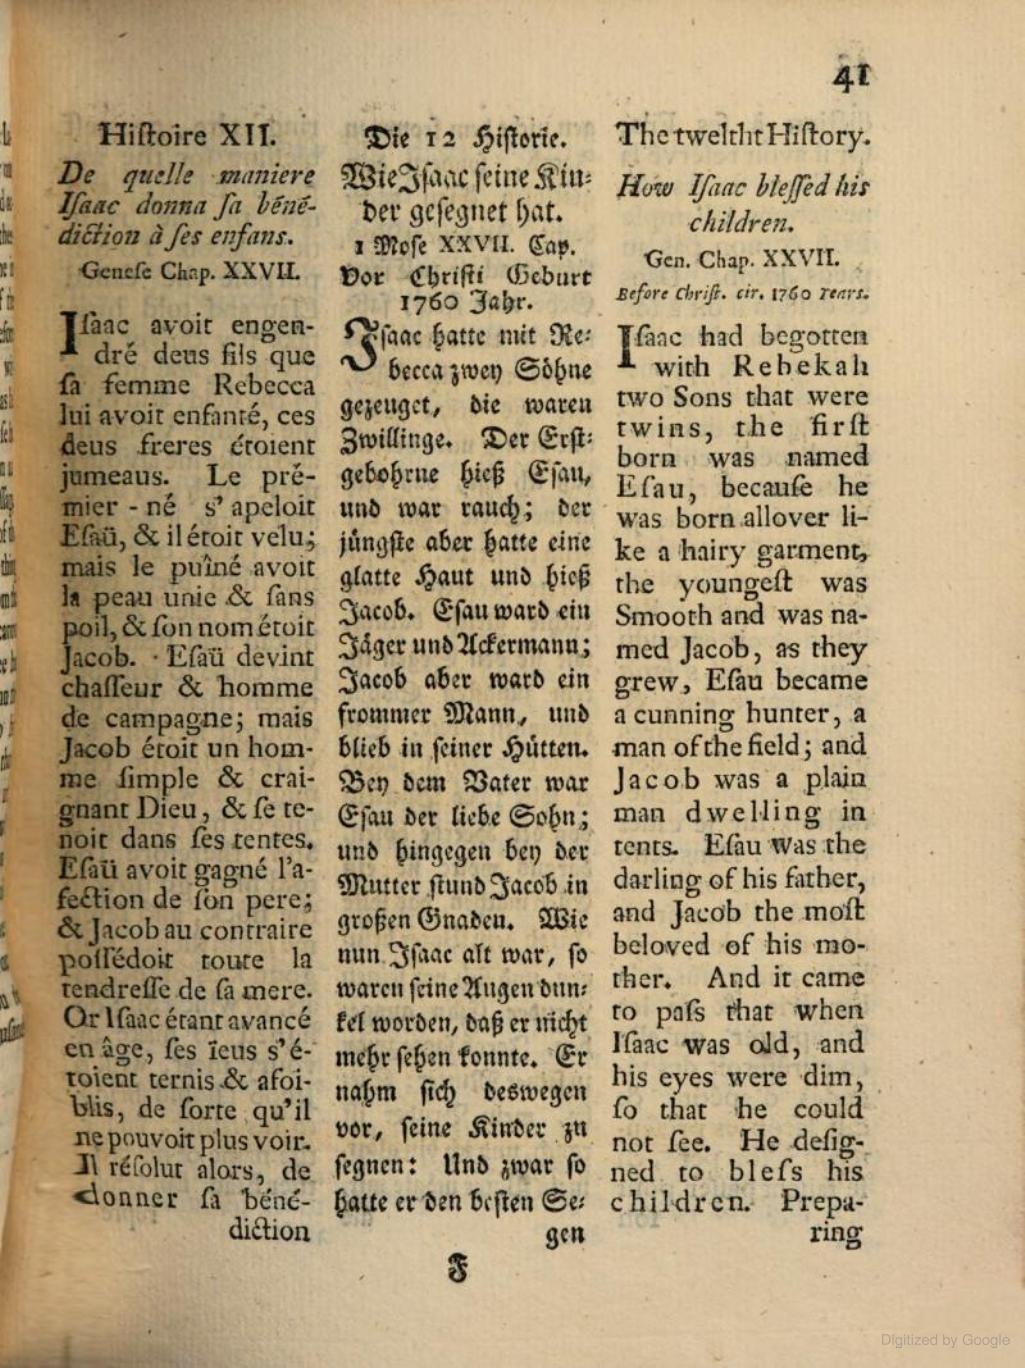 41
Hiſtoire XII.
De quelle maniere
Iſaac donna ſa béné-
diction à ſes enfans.
Geneſe Chap. XXVII.
Iſaac avoit engen-
dré deus fils que
ſa femme Rebecca
lui avoit enfanté, ces
deus freres étoient
jumeaus. Le pré-
mier-né s'apeloit
Eſaü, & il étoit velu;
mais le puîné avoit
la peau unie & ſans
poil, & ſon nom étoit
Jacob. Eſaü devint
chaſſeur & homme
de campagne; mais
Jacob étoit un hom-
me ſimple & crai-
gnant Dieu, & ſe te-
noit dans ſes tentes.
Eſaü avoit gagné l'a-
fection de ſon pere;
& Jacob au contraire
poſſédoit toute la
tendreſſe de ſa mere.
Or Iſaac étant avancé
en âge, ſes ïeus s'é-
toient ternis & afoi-
blis, de ſorte qu'il
ne pouvoit plus voir.
Il réſolut alors, de
donner ſa béné-
diction
Die 12 Hiſtorie.
Wie Iſaac ſeine Kin-
der geſegnet hat.
1 Moſe XXVII. Cap.
Vor Chriſti Geburt
1760 Jahr.
Iſaac hatte mit Re-
becca zwey Söhne
gezeuget, die waren
Zwillinge. Der Erſt-
gebohrne hieß Eſau,
und war rauch; der
jüngſte aber hatte eine
glatte Haut und hieß
Jacob. Eſau ward ein
Jäger und Ackermann;
Jacob aber ward ein
frommer Mann, und
blieb in ſeiner Hütten.
Bey dem Vater war
Eſau der liebe Sohn;
und hingegen bey der
Mutter ſtund Jacob in
großen Gnaden. Wie
nun Iſaac alt war, ſo
waren ſeine Augen dun-
kel worden, daß er nicht
mehr ſehen konnte. Er
nahm ſich deswegen
vor, ſeine Kinder zu
ſegnen: Und zwar ſo
hatte er den beſten Se-
gen
F
The twelthtHiſtory.
How Iſaac bleſſed his
children.
Gen. Chap. XXVII.
Before Chriſt. cir. 1760 Years.
Iſaac had begotten
with Rebekah
two Sons that were
twins, the firſt
born was named
Eſau, becauſe he
was born allover li-
ke a hairy garment,
the youngeſt was
Smooth and was na-
med Jacob, as they
grew, Eſau became
a cunning hunter, a
man of the field; and
Jacob was a plain
man dwelling in
tents. Eſau Was the
darling of his father,
and Jacob the moſt
beloved of his mo-
ther. And it came
to paſs that when
Iſaac was old, and
his eyes were dim,
ſo that he could
not ſee. He deſig-
ned to bleſs his
children. Prepa-
ring
Digitized by Google